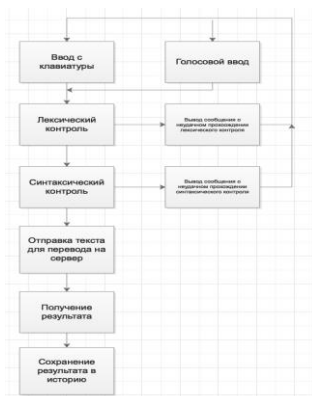 Ввод с
клавиатуры
Голосовой ввод
Лексический
контроль
Вывод сообщения о
неудачном прохождении
лексического контроля
Синтаксический
контроль
Вывод сообщения о
неудачном прохождении
синтаксического контроля
Отправка текста
для перевода на
сервер
Получение
результата
Сохранение
результата в
историю